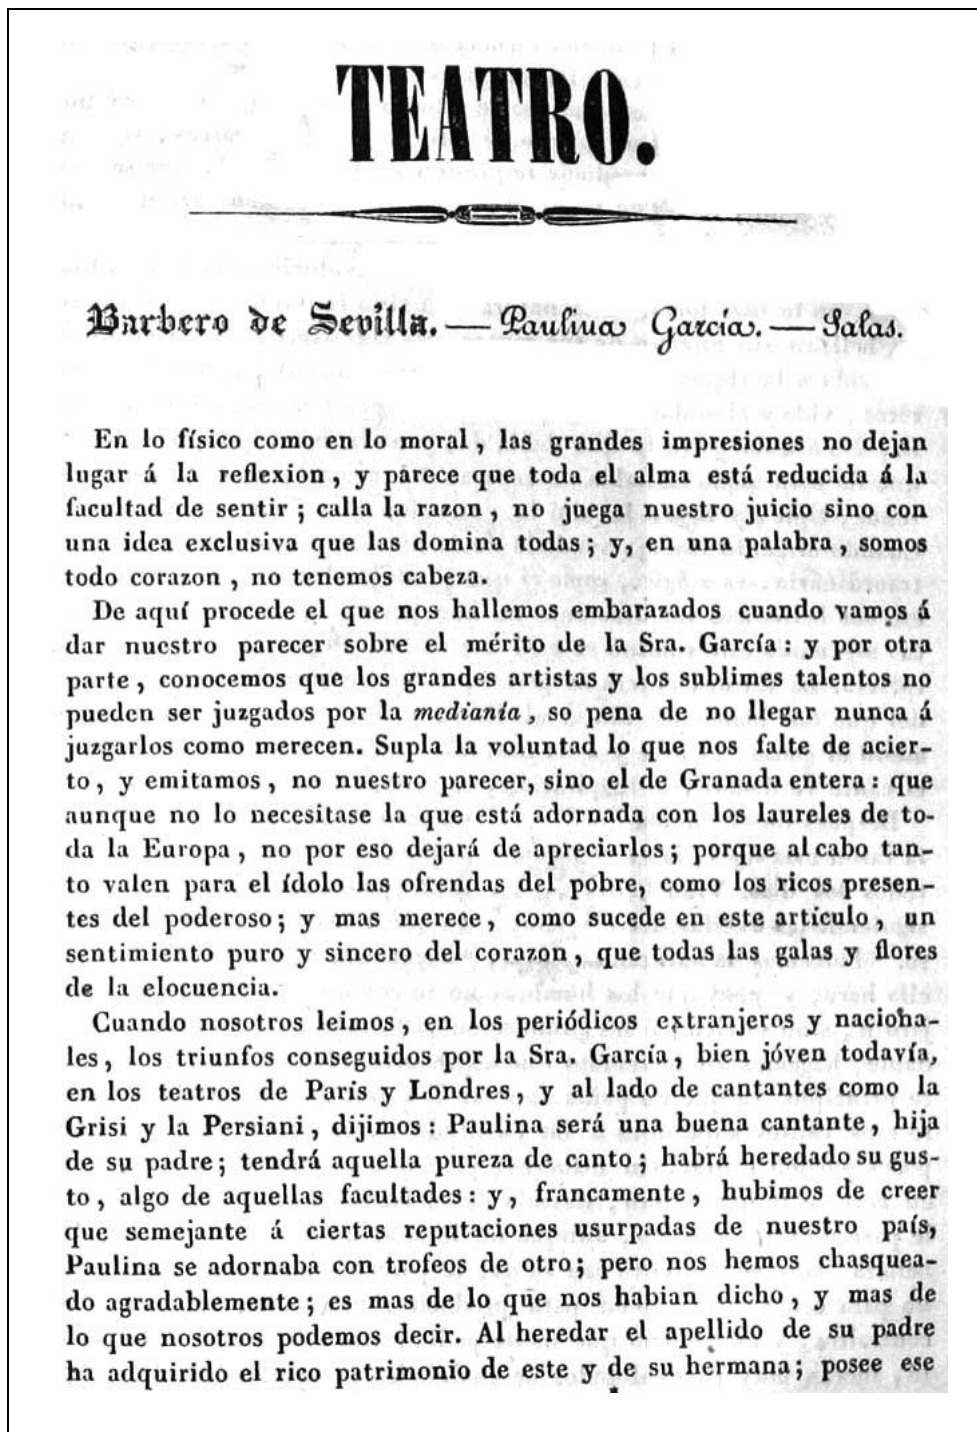 TEATRO.
Barbero de Sevilla. — Paulina García. — Salas.
En lo físico como en lo moral, las grandes impresiones no dejan
lugar á la reflexion, y parece que toda el alma está reducida á la
facultad de sentir; calla la razon, no juega nuestro juicio sino con
una idea exclusiva que las domina todas; y, en una palabra, somos
todo corazon, no tenemos cabeza.
De aquí procede el que nos hallemos embarazados cuando vamos á
dar nuestro parecer sobre el mérito de la Sra. García: y por otra
parte, conocemos que los grandes artistas y los sublimes talentos no
pueden ser juzgados por la medianía, so pena de no llegar nunca á
juzgarlos como merecen. Supla la voluntad lo que nos falte de acier-
to, y emitamos, no nuestro parecer, sino el de Granada entera: que
aunque no lo necesitase la que está adornada con los laureles de to-
da la Europa, no por eso dejará de apreciarlos; porque al cabo tan-
to valen para el ídolo las ofrendas del pobre, como los ricos presen-
tes del poderoso; y mas merece, como sucede en este artículo, un
sentimiento puro y sincero del corazon, que todas las galas y flores
de la elocuencia.
Cuando nosotros leimos, en los periódicos extranjeros y naciona-
les, los triunfos conseguidos por la Sra. García, bien jóven todavía,
en los teatros de París y Londres, y al lado de cantantes como la
Grisi y la Persiani, dijimos: Paulina será una buena cantante, hija
de su padre; tendrá aquella pureza de canto; habrá heredado su gus-
to, algo de aquellas facultades: y, francamente, hubimos de creer
que semejante á ciertas reputaciones usurpadas de nuestro país,
Paulina se adornaba con trofeos de otro; pero nos hemos chasquea-
do agradablemente; es mas de lo que nos habian dicho, y mas de
lo que nosotros podemos decir. Al heredar el apellido de su padre
ha adquirido el rico patrimonio de este y de su hermana; posee ese